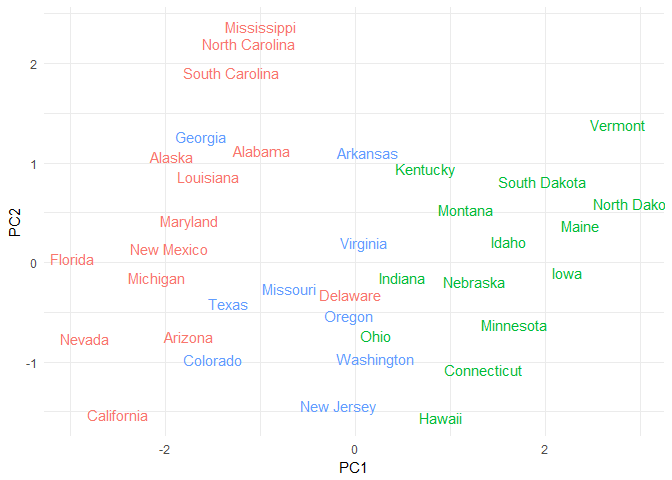 Mississippi
North Carolina
2
South Carolina
Vermont
Georgia
Alaska
Alabama
Arkansas
1
Kentucky
Louisiana
South Dakota
North Dako
Montana
Maryland
Maine
PC2
New Mexico
Virginia
Idaho
0
Florida
Michigan
Indiana
Nebraska
Iowa
Missouri
Delaware
Texas
Oregon
Minnesota
Nevada
Arizona
Ohio
-1
Colorado
Washington
Connecticut
New Jersey
California
Hawaii
-2
0
2
PC1